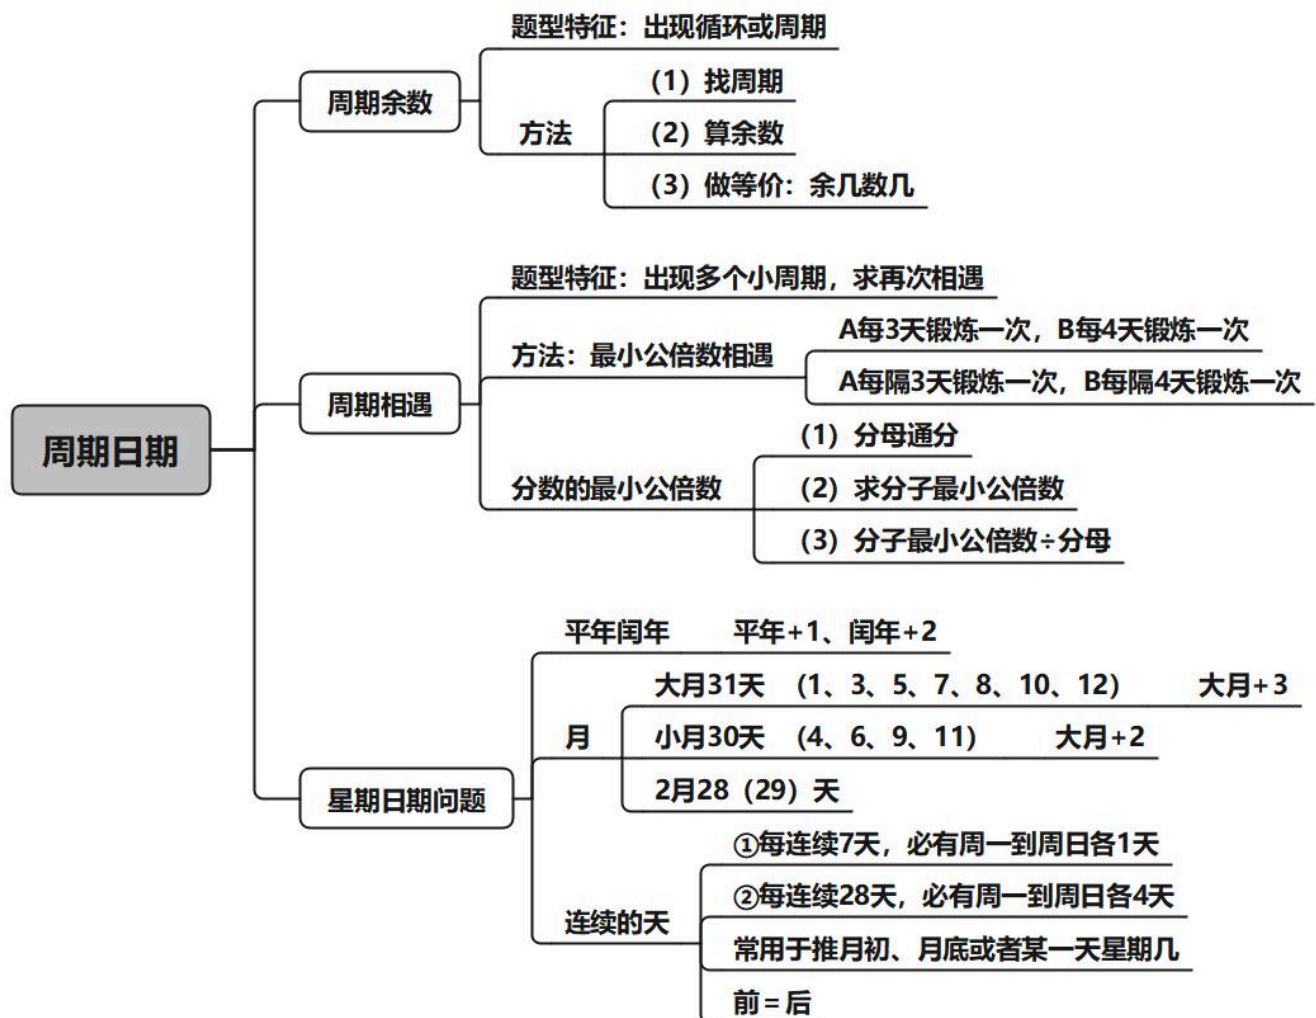 周期日期
周期余数
题型特征：出现循环或周期
方法
（1）找周期
（2）算余数
（3）做等价：余几数几
周期相遇
题型特征：出现多个小周期，求再次相遇
方法：最小公倍数相遇
A每3天锻炼一次，B每4天锻炼一次
A每隔3天锻炼一次，B每隔4天锻炼一次
分数的最小公倍数
（1）分母通分
（2）求分子最小公倍数
（3）分子最小公倍数÷分母
星期日期问题
平年闰年 平年+1、闰年+2
月
大月31天 （1、3、5、7、8、10、12） 大月+3
小月30天 （4、6、9、11） 大月+2
2月28（29）天
连续的天
①每连续7天，必有周一到周日各1天
②每连续28天，必有周一到周日各4天
常用于推月初、月底或者某一天星期几
前=后